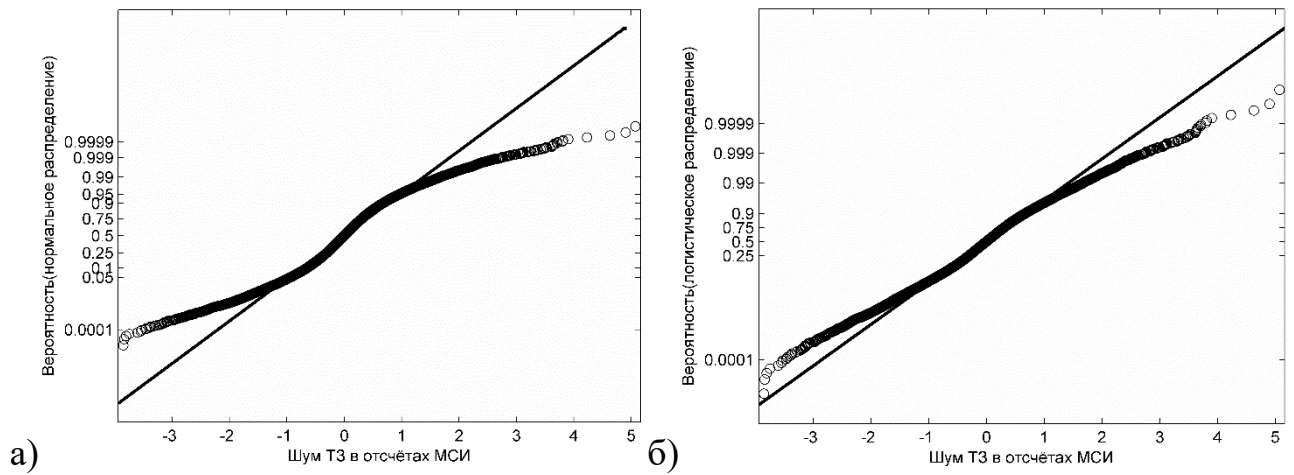 Вероятность(нормальное распределение)
0.9999
0.999
0.99
0.95
0.9
0.75
0.5
0.25
0.1
0.05
0.0001
-3 -2 -1 0 1 2 3 4 5
Шум ТЗ в отсчётах МСИ
а)
Вероятность(логистическое распределение)
0.9999
0.999
0.99
0.9
0.75
0.5
0.25
0.0001
-3 -2 -1 0 1 2 3 4 5
Шум ТЗ в отсчётах МСИ
б)